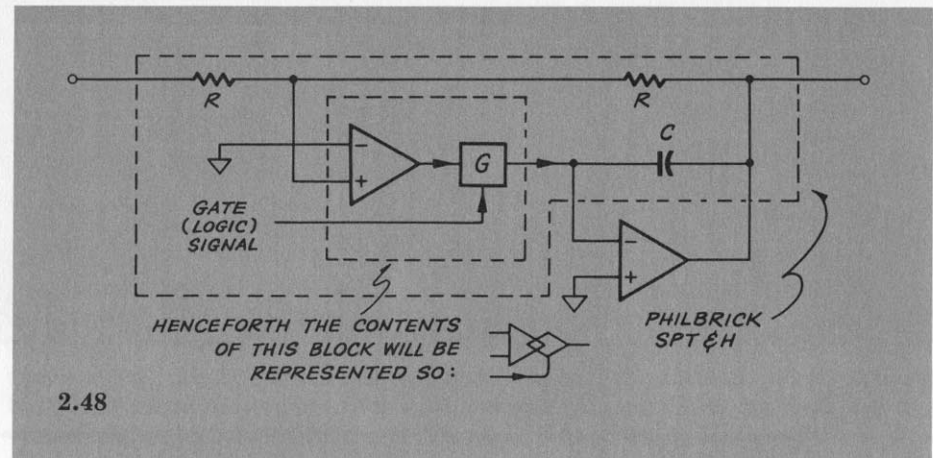 R
R
C
−
+
G
GATE
(LOGIC)
SIGNAL
−
+
HENCEFORTH THE CONTENTS
OF THIS BLOCK WILL BE
REPRESENTED SO:
PHILBRICK
SPT&H
2.48